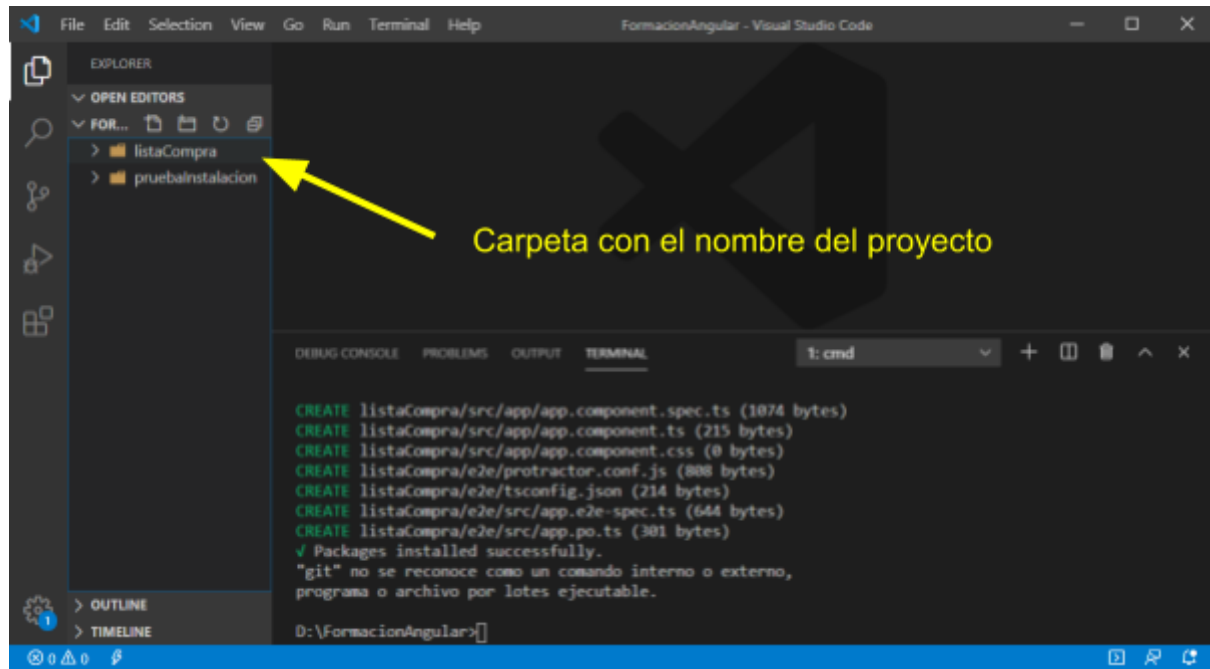 File Edit Selection View Go Run Terminal Help FormacionAngular - Visual Studio Code
EXPLORER
OPEN EDITORS
FOR...
listaCompra
pruebaInstalacion
Carpeta con el nombre del proyecto
DEBUG CONSOLE PROBLEMS OUTPUT TERMINAL 1: cmd
CREATE listaCompra/src/app/app.component.spec.ts (1074 bytes)
CREATE listaCompra/src/app/app.component.ts (215 bytes)
CREATE listaCompra/src/app/app.component.css (0 bytes)
CREATE listaCompra/e2e/protractor.conf.js (808 bytes)
CREATE listaCompra/e2e/tsconfig.json (214 bytes)
CREATE listaCompra/e2e/src/app.e2e-spec.ts (644 bytes)
CREATE listaCompra/e2e/src/app.po.ts (301 bytes)
√ Packages installed successfully.
"git" no se reconoce como un comando interno o externo,
programa o archivo por lotes ejecutable.
D:\FormacionAngular>
OUTLINE
TIMELINE
1
0 0